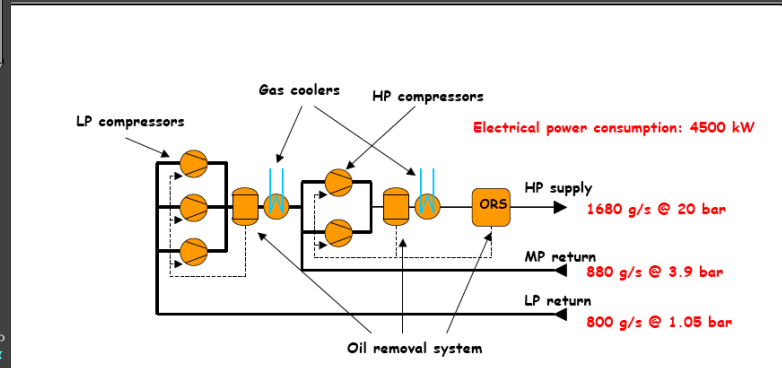 Gas coolers
HP compressors
LP compressors
Electrical power consumption: 4500 kW
HP supply
ORS
1680 g/s @ 20 bar
MP return
880 g/s @ 3.9 bar
LP return
800 g/s @ 1.05 bar
Oil removal system